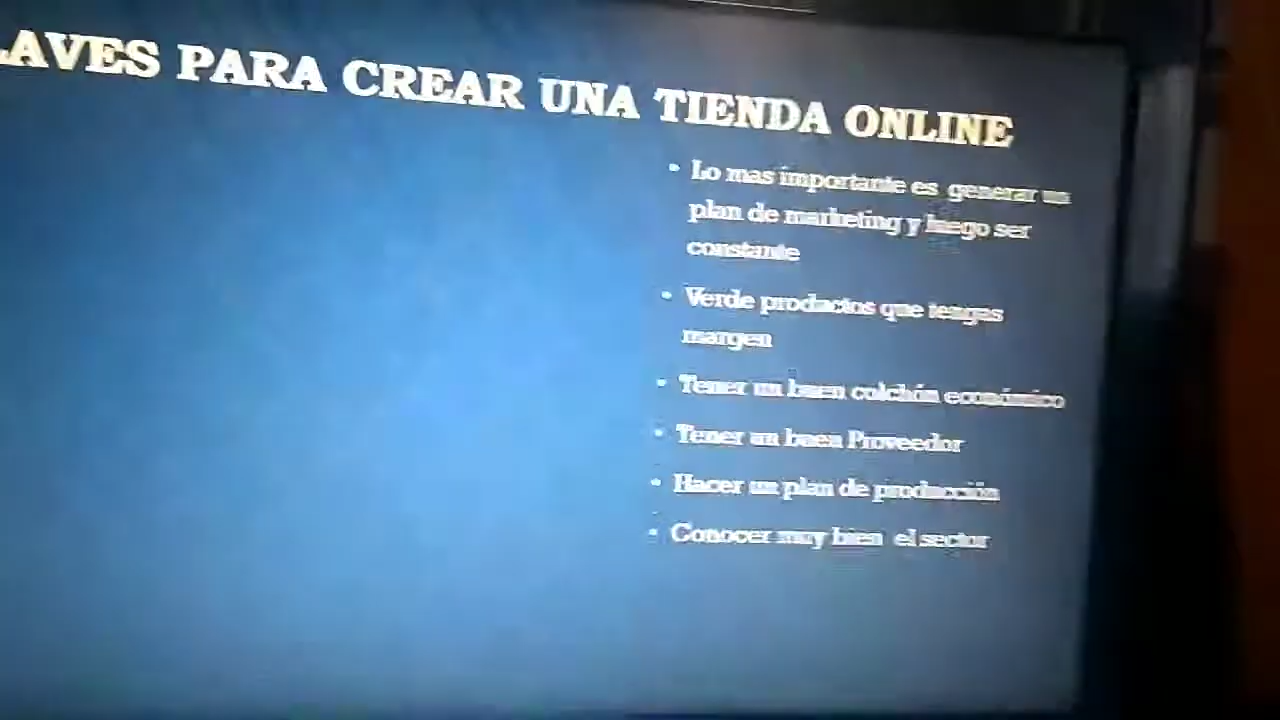 LAVES PARA CREAR UNA TIENDA ONLINE
• Lo mas importante es generar un
plan de marketing y luego ser
constante
• Verde productos que tengas
margen
• Tener un buen colchón económico
• Tener un buen Proveedor
• Hacer un plan de producción
• Conocer muy bien el sector